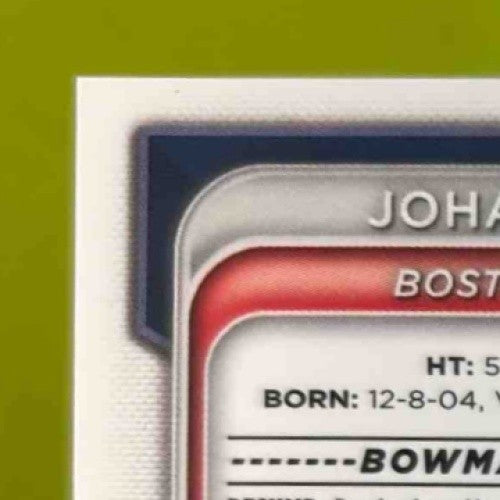 JOHA
BOST
HT: 5
BORN: 12-8-04, V
-------BOWMA